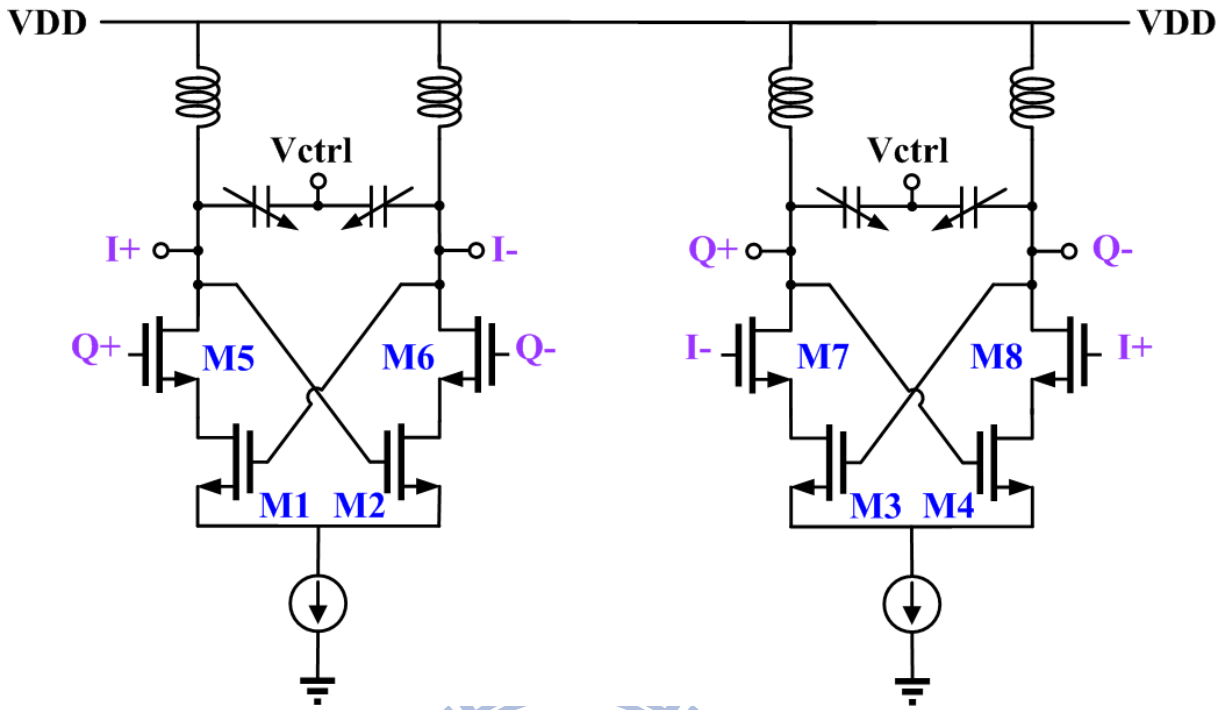 VDD VDD
Vctrl Vctrl
I+ I- Q+ Q-
Q+ M5 M6 Q- I- M7 M8 I+
M1 M2 M3 M4